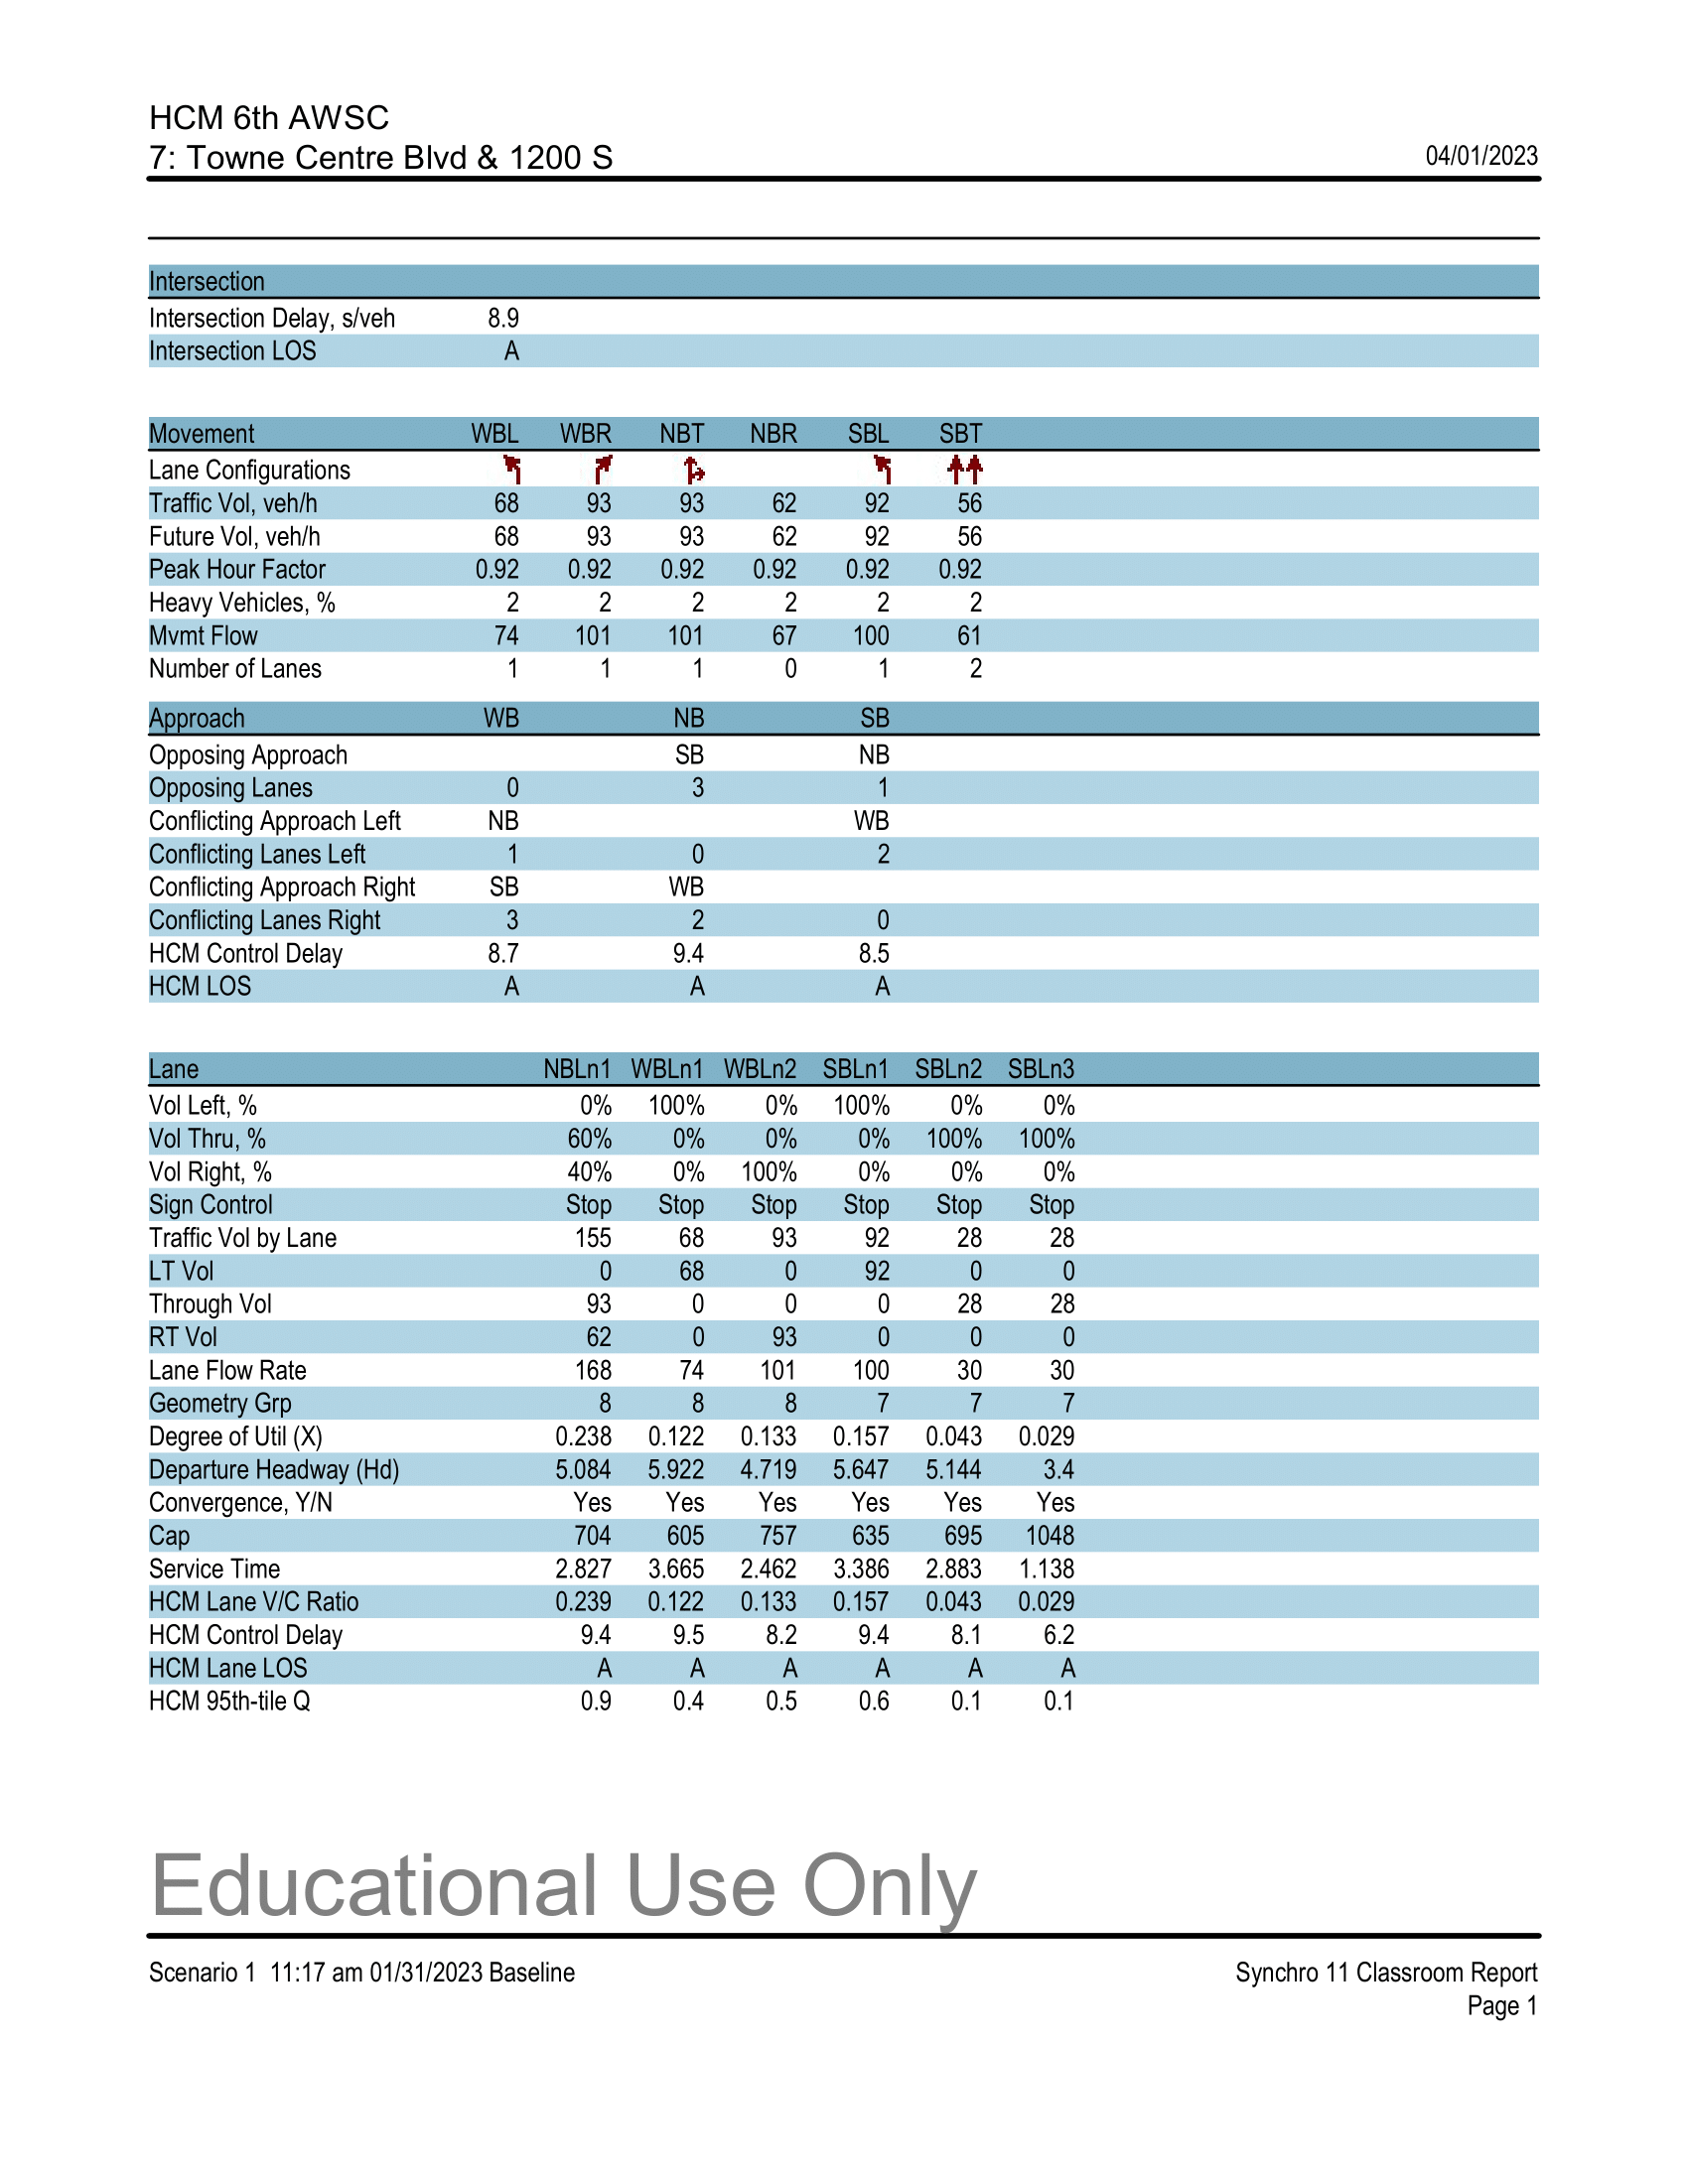 HCM 6th AWSC
7: Towne Centre Blvd & 1200 S 04/01/2023
Intersection
Intersection Delay, s/veh 8.9
Intersection LOS A
Movement WBL WBR NBT NBR SBL SBT
Lane Configurations
Traffic Vol, veh/h 68 93 93 62 92 56
Future Vol, veh/h 68 93 93 62 92 56
Peak Hour Factor 0.92 0.92 0.92 0.92 0.92 0.92
Heavy Vehicles, % 2 2 2 2 2 2
Mvmt Flow 74 101 101 67 100 61
Number of Lanes 1 1 1 0 1 2
Approach WB NB SB
Opposing Approach SB NB
Opposing Lanes 0 3 1
Conflicting Approach Left NB WB
Conflicting Lanes Left 1 0 2
Conflicting Approach Right SB WB
Conflicting Lanes Right 3 2 0
HCM Control Delay 8.7 9.4 8.5
HCM LOS A A A
Lane NBLn1 WBLn1 WBLn2 SBLn1 SBLn2 SBLn3
Vol Left, % 0% 100% 0% 100% 0% 0%
Vol Thru, % 60% 0% 0% 0% 100% 100%
Vol Right, % 40% 0% 100% 0% 0% 0%
Sign Control Stop Stop Stop Stop Stop Stop
Traffic Vol by Lane 155 68 93 92 28 28
LT Vol 0 68 0 92 0 0
Through Vol 93 0 0 0 28 28
RT Vol 62 0 93 0 0 0
Lane Flow Rate 168 74 101 100 30 30
Geometry Grp 8 8 8 7 7 7
Degree of Util (X) 0.238 0.122 0.133 0.157 0.043 0.029
Departure Headway (Hd) 5.084 5.922 4.719 5.647 5.144 3.4
Convergence, Y/N Yes Yes Yes Yes Yes Yes
Cap 704 605 757 635 695 1048
Service Time 2.827 3.665 2.462 3.386 2.883 1.138
HCM Lane V/C Ratio 0.239 0.122 0.133 0.157 0.043 0.029
HCM Control Delay 9.4 9.5 8.2 9.4 8.1 6.2
HCM Lane LOS A A A A A A
HCM 95th-tile Q 0.9 0.4 0.5 0.6 0.1 0.1
Educational Use Only
Scenario 1 11:17 am 01/31/2023 Baseline Synchro 11 Classroom Report
Page 1